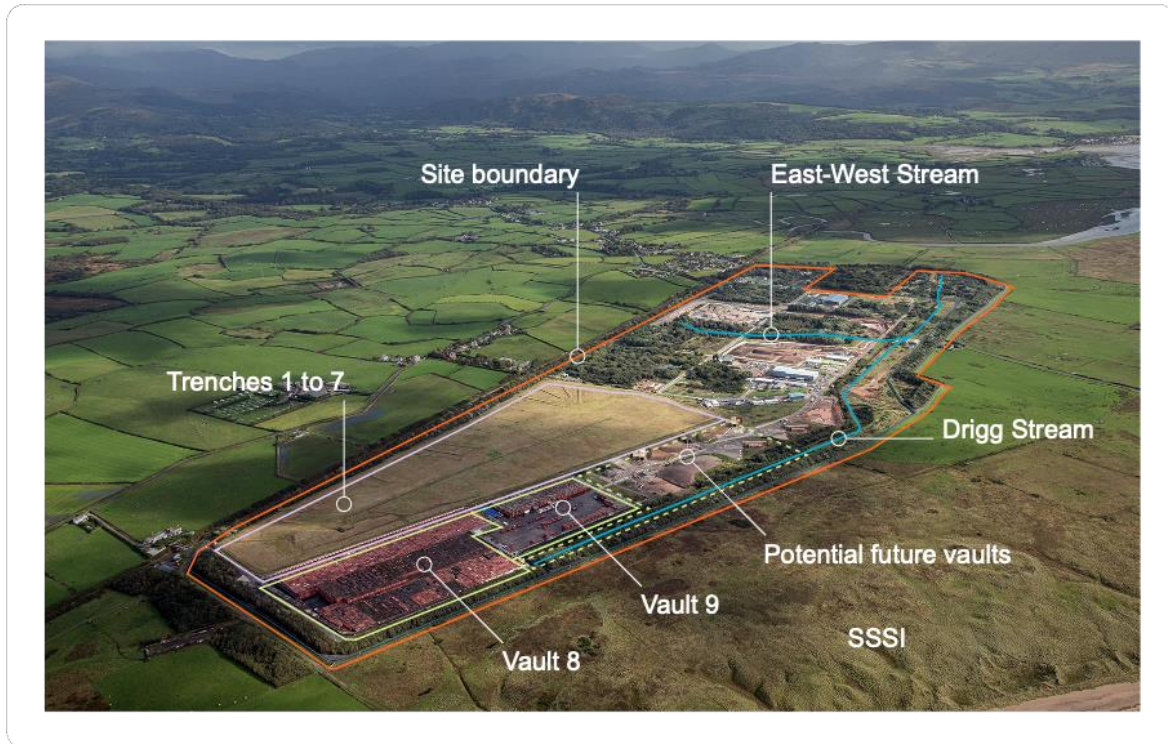 Site boundary
East-West Stream
Trenches 1 to 7
Drigg Stream
Potential future vaults
Vault 9
SSSI
Vault 8